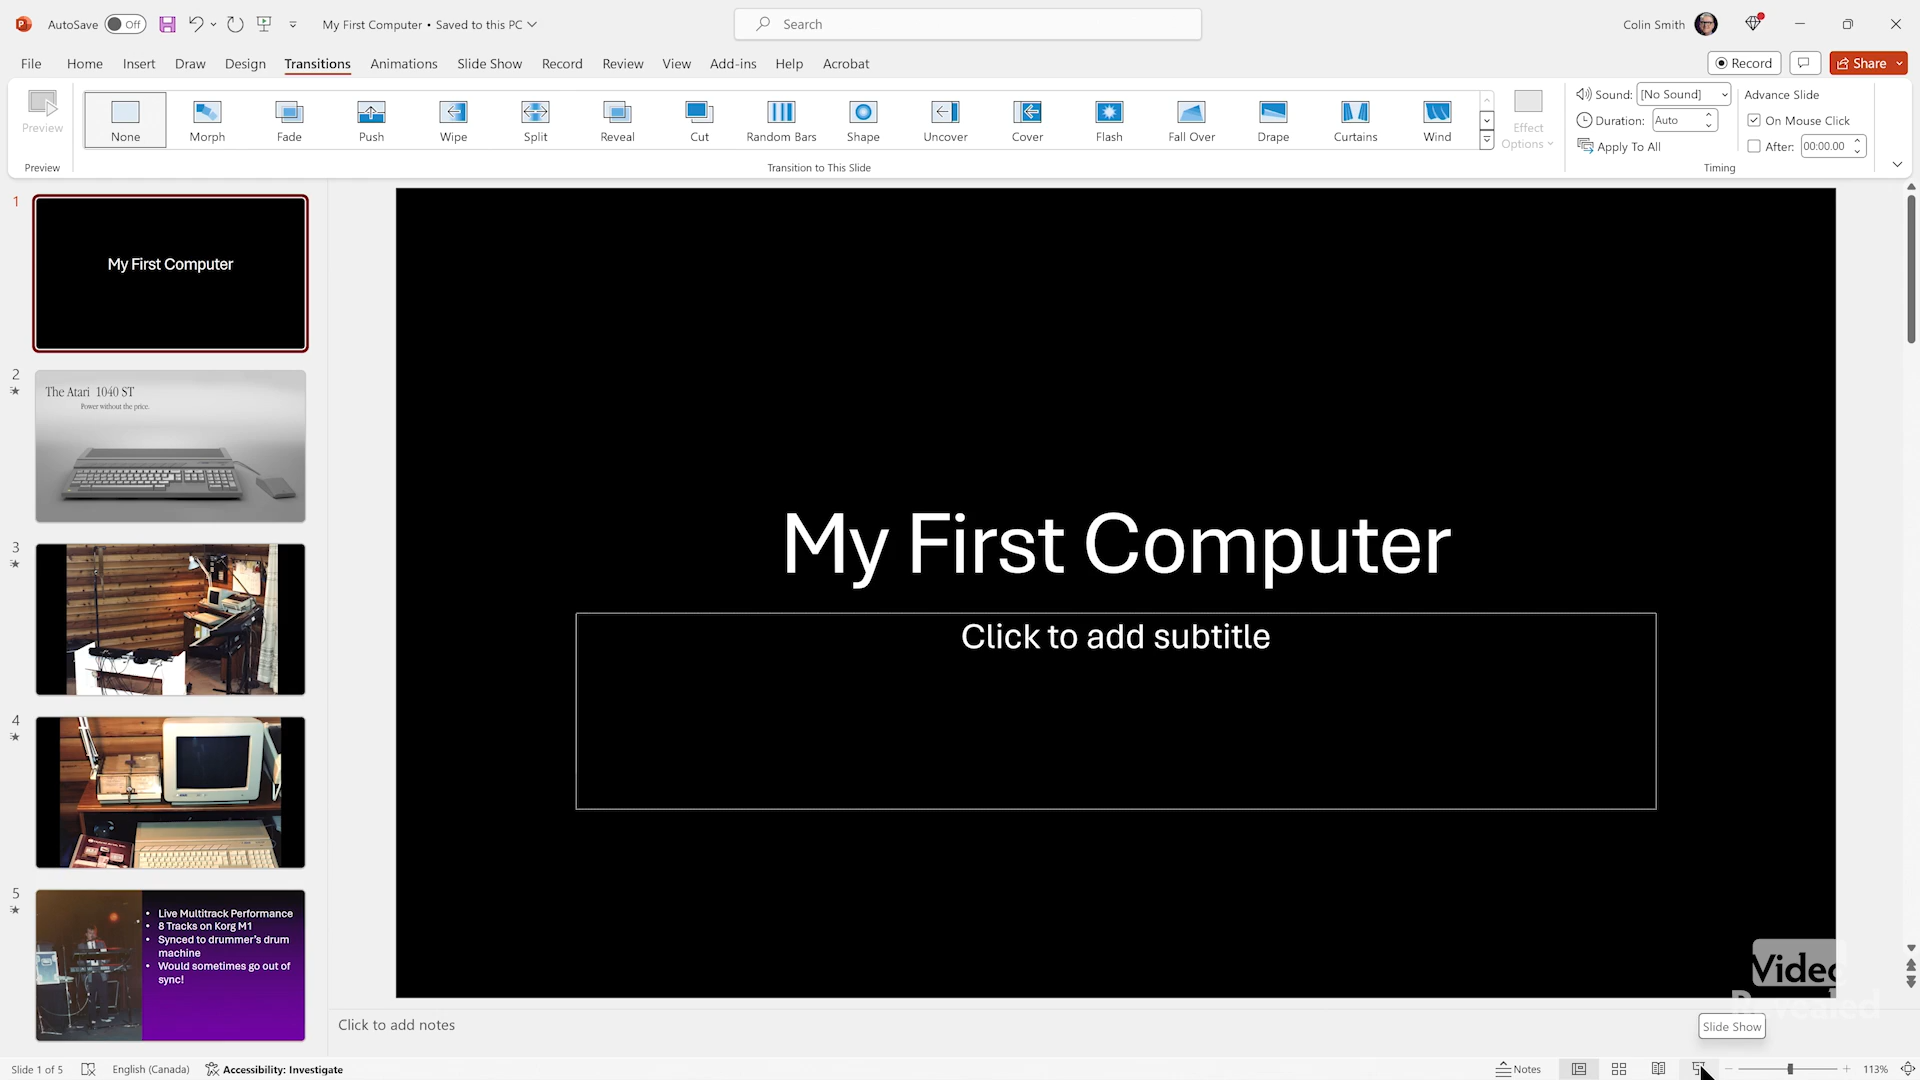 AutoSave Off My First Computer • Saved to this PC Search Colin Smith
File Home Insert Draw Design Transitions Animations Slide Show Record Review View Add-ins Help Acrobat Record Share
Preview
None Morph Fade Push Wipe Split Reveal Cut Random Bars Shape Uncover Cover Flash Fall Over Drape Curtains Wind
Effect
Options
Sound: [No Sound] Advance Slide
Duration: Auto On Mouse Click
Apply To All After: 00:00.00
Preview Transition to This Slide Timing
1
My First Computer
2
The Atari 1040 ST
Power without the price.
3
4
5
• Live Multitrack Performance
• 8 Tracks on Korg M1
• Synced to drummer's drum
machine
• Would sometimes go out of
sync!
My First Computer
Click to add subtitle
Video
Revealed
Click to add notes
Slide Show
Slide 1 of 5 English (Canada) Accessibility: Investigate Notes 113%